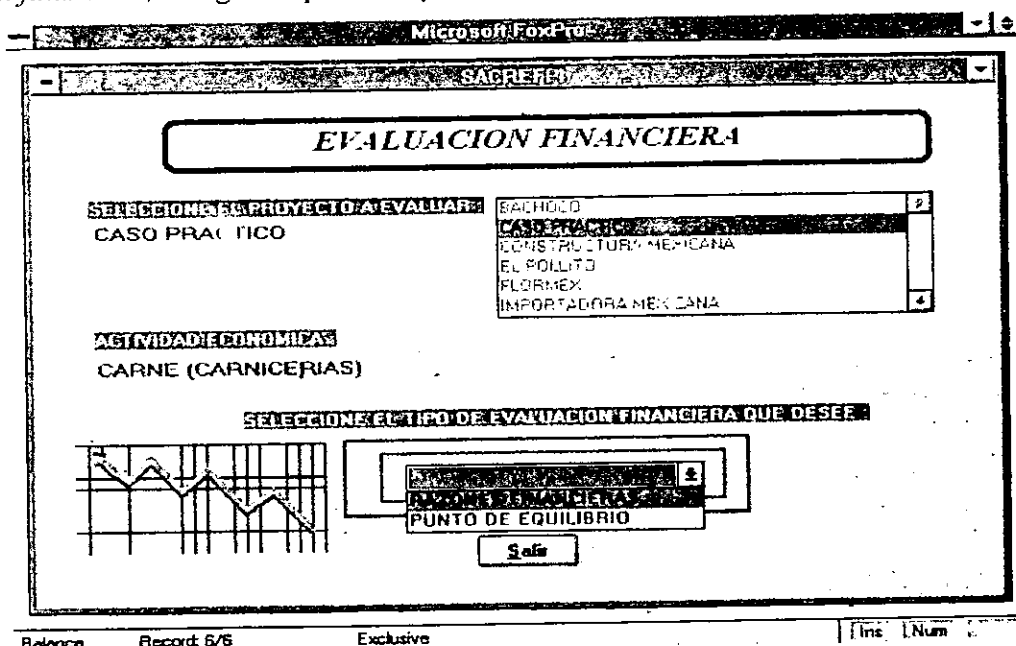 Microsoft FoxPro
SACREFPI
EVALUACION FINANCIERA
SELECCIONE EL PROYECTO A EVALUAR:
CASO PRACTICO
BACHOCO
CASO PRACTICO
CONSTRUCTORA MEXICANA
EL POLLITO
FLORMEX
IMPORTADORA MEXICANA
ACTIVIDAD ECONOMICA:
CARNE (CARNICERIAS)
SELECCIONE EL TIPO DE EVALUACION FINANCIERA QUE DESEE :
RAZONES FINANCIERAS
PUNTO DE EQUILIBRIO
Salir
Balance Record: 6/6 Exclusive Ins Num